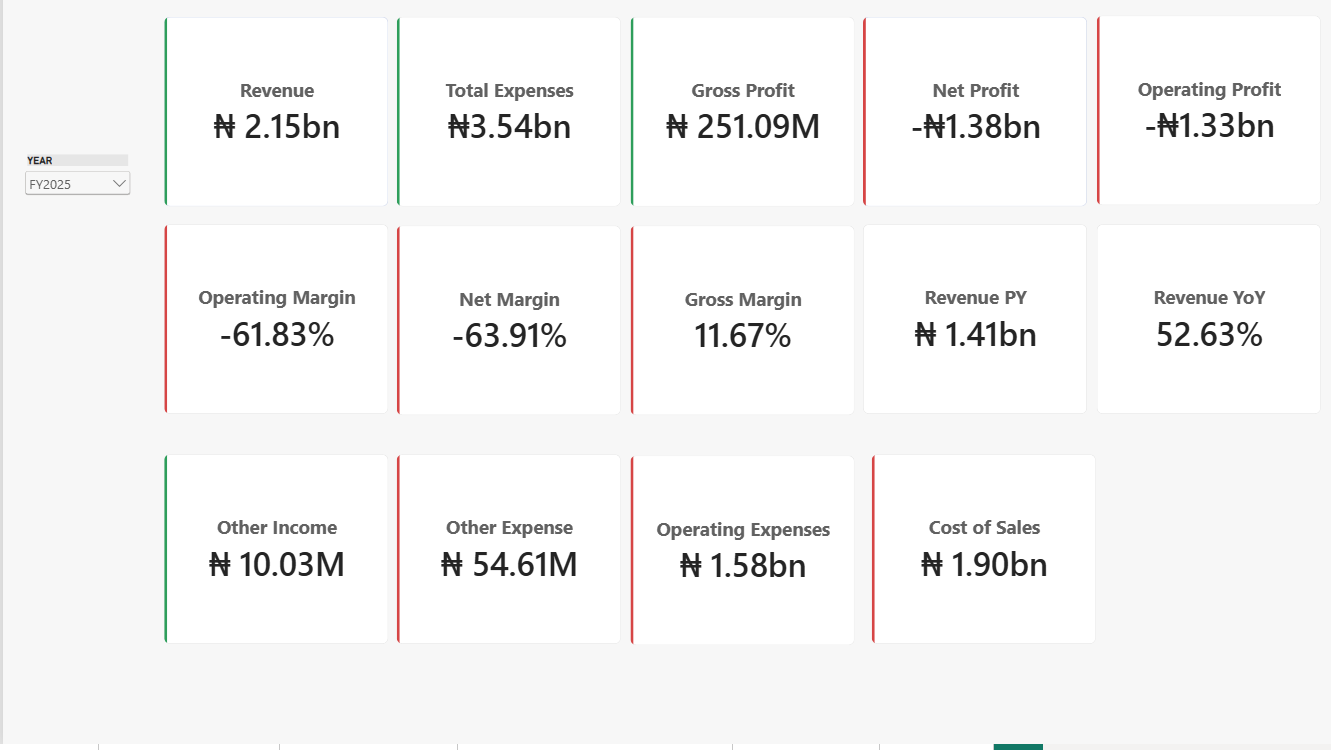 Revenue
₦ 2.15bn
Total Expenses
₦3.54bn
Gross Profit
₦ 251.09M
Net Profit
-₦1.38bn
Operating Profit
-₦1.33bn
YEAR
FY2025
Operating Margin
-61.83%
Net Margin
-63.91%
Gross Margin
11.67%
Revenue PY
₦ 1.41bn
Revenue YoY
52.63%
Other Income
₦ 10.03M
Other Expense
₦ 54.61M
Operating Expenses
₦ 1.58bn
Cost of Sales
₦ 1.90bn